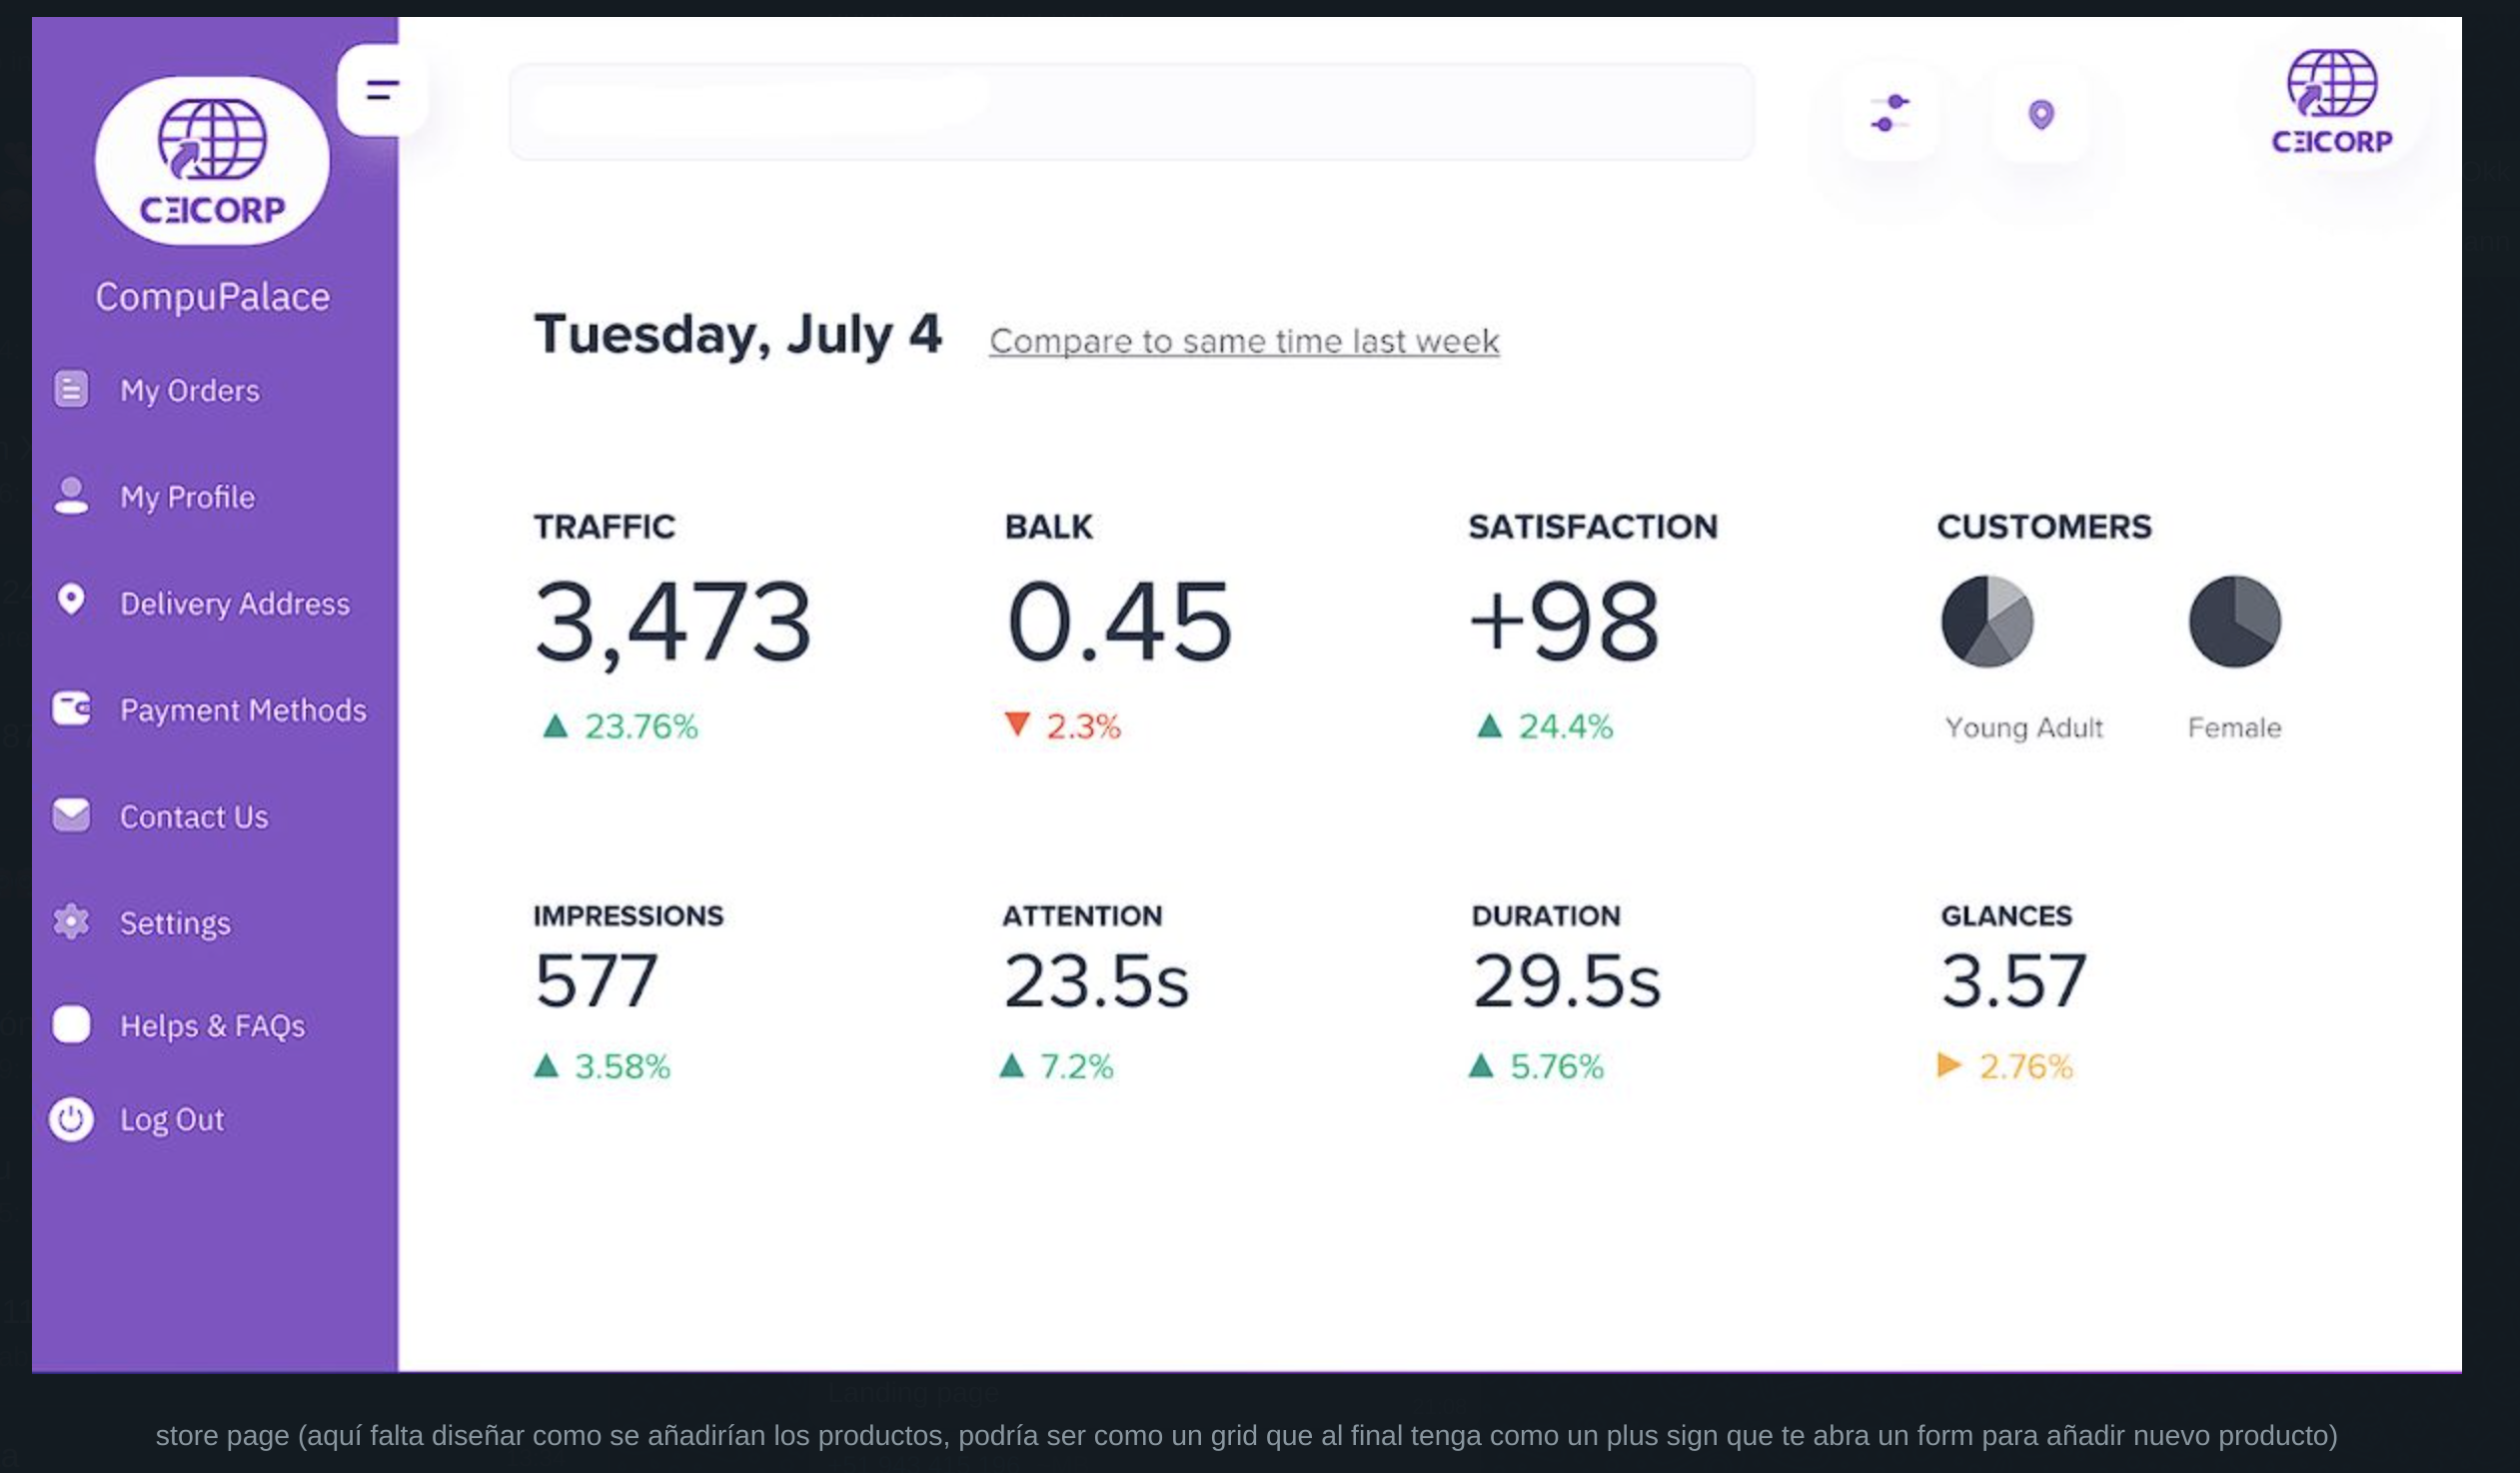 CEICORP
CompuPalace
My Orders
My Profile
Delivery Address
Payment Methods
Contact Us
Settings
Helps & FAQs
Log Out
CEICORP
Tuesday, July 4 Compare to same time last week
TRAFFIC BALK SATISFACTION CUSTOMERS
3,473 0.45 +98
▲ 23.76% ▼ 2.3% ▲ 24.4% Young Adult Female
IMPRESSIONS ATTENTION DURATION GLANCES
577 23.5s 29.5s 3.57
▲ 3.58% ▲ 7.2% ▲ 5.76% ▶ 2.76%
Landing page
store page (aquí falta diseñar como se añadirían los productos, podría ser como un grid que al final tenga como un plus sign que te abra un form para añadir nuevo producto)